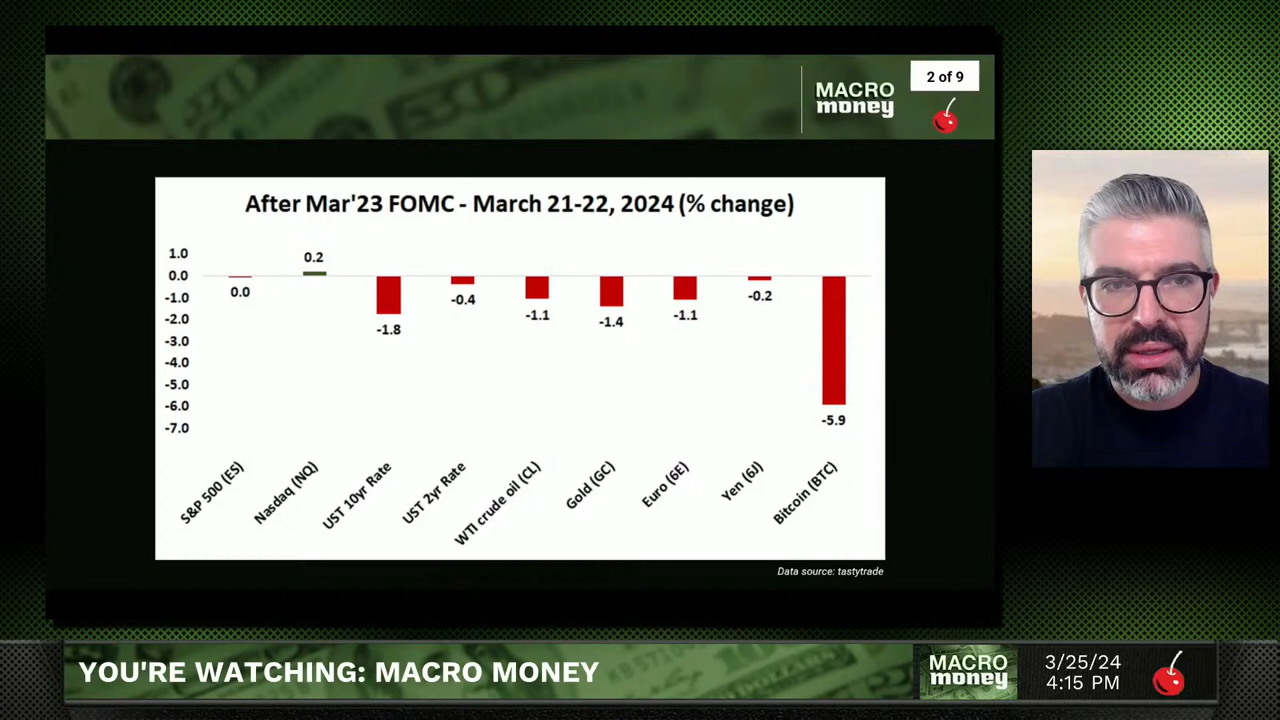 MACRO
money
2 of 9
After Mar'23 FOMC - March 21-22, 2024 (% change)
1.0
0.0
-1.0
-2.0
-3.0
-4.0
-5.0
-6.0
-7.0
0.0
0.2
-1.8
-0.4
-1.1
-1.4
-1.1
-0.2
-5.9
S&P 500 (ES)
Nasdaq (NQ)
UST 10yr Rate
UST 2yr Rate
WTI crude oil (CL)
Gold (GC)
Euro (6E)
Yen (6J)
Bitcoin (BTC)
Data source: tastytrade
YOU'RE WATCHING: MACRO MONEY
MACRO
money
3/25/24
4:15 PM